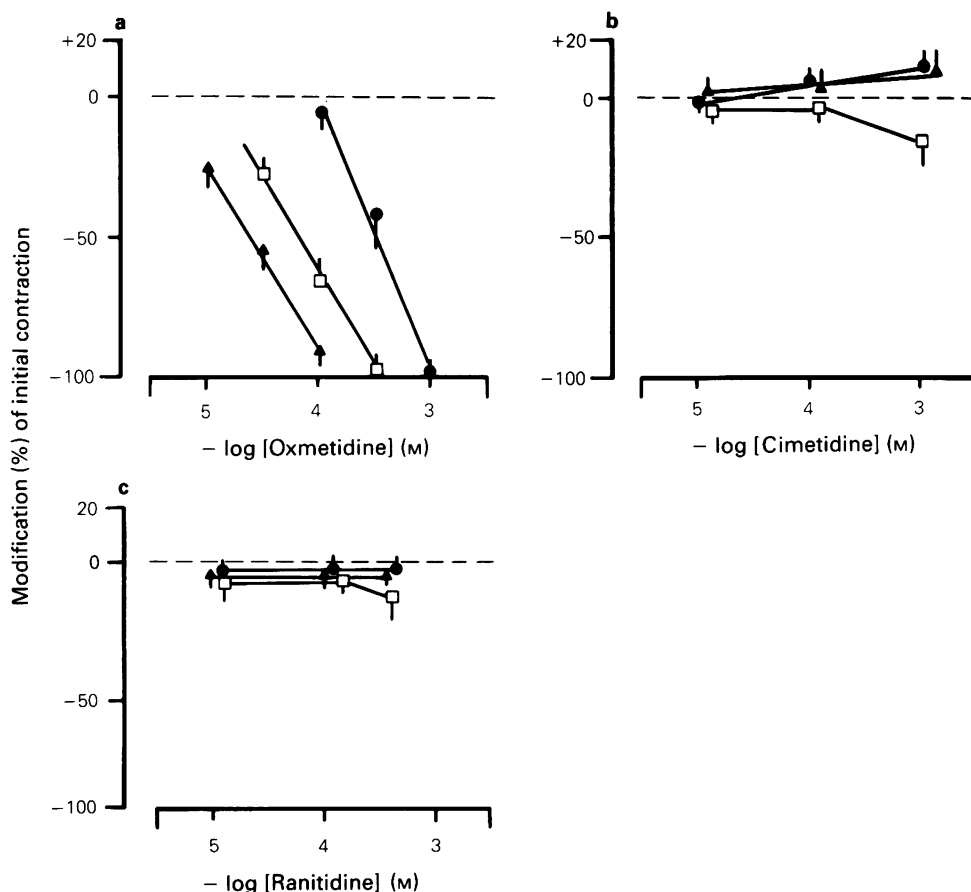 a
+20
0
−50
−100
5 4 3
− log [Oxmetidine] (M)
b
+20
0
−50
−100
5 4 3
− log [Cimetidine] (M)
Modification (%) of initial contraction
c
20
0
−50
−100
5 4 3
− log [Ranitidine] (M)